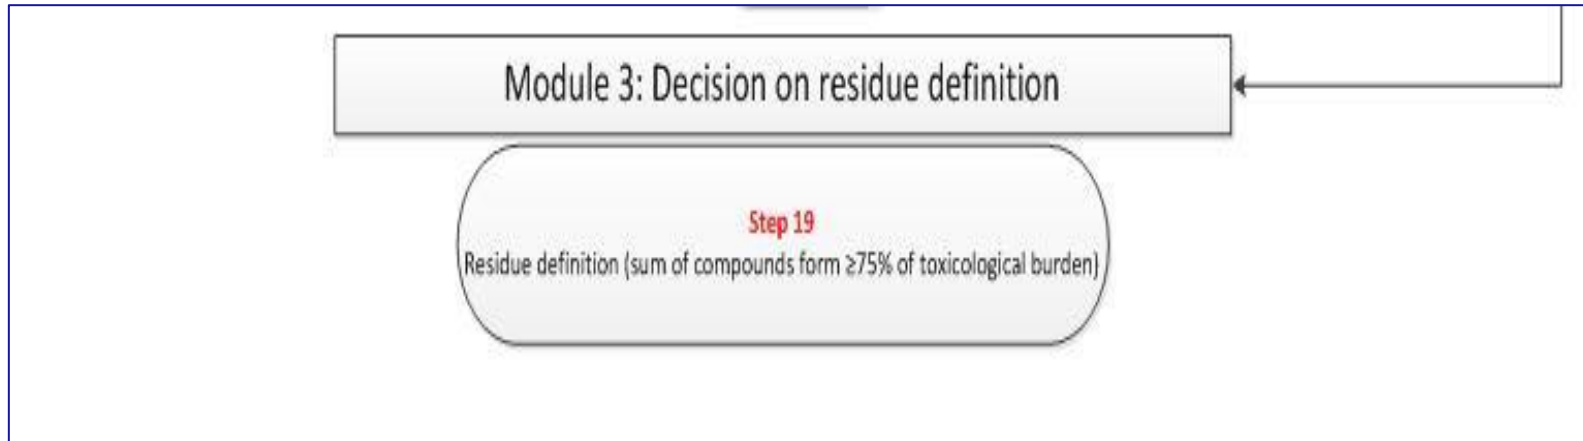 Module 3: Decision on residue definition
Step 19
Residue definition (sum of compounds form ≥75% of toxicological burden)